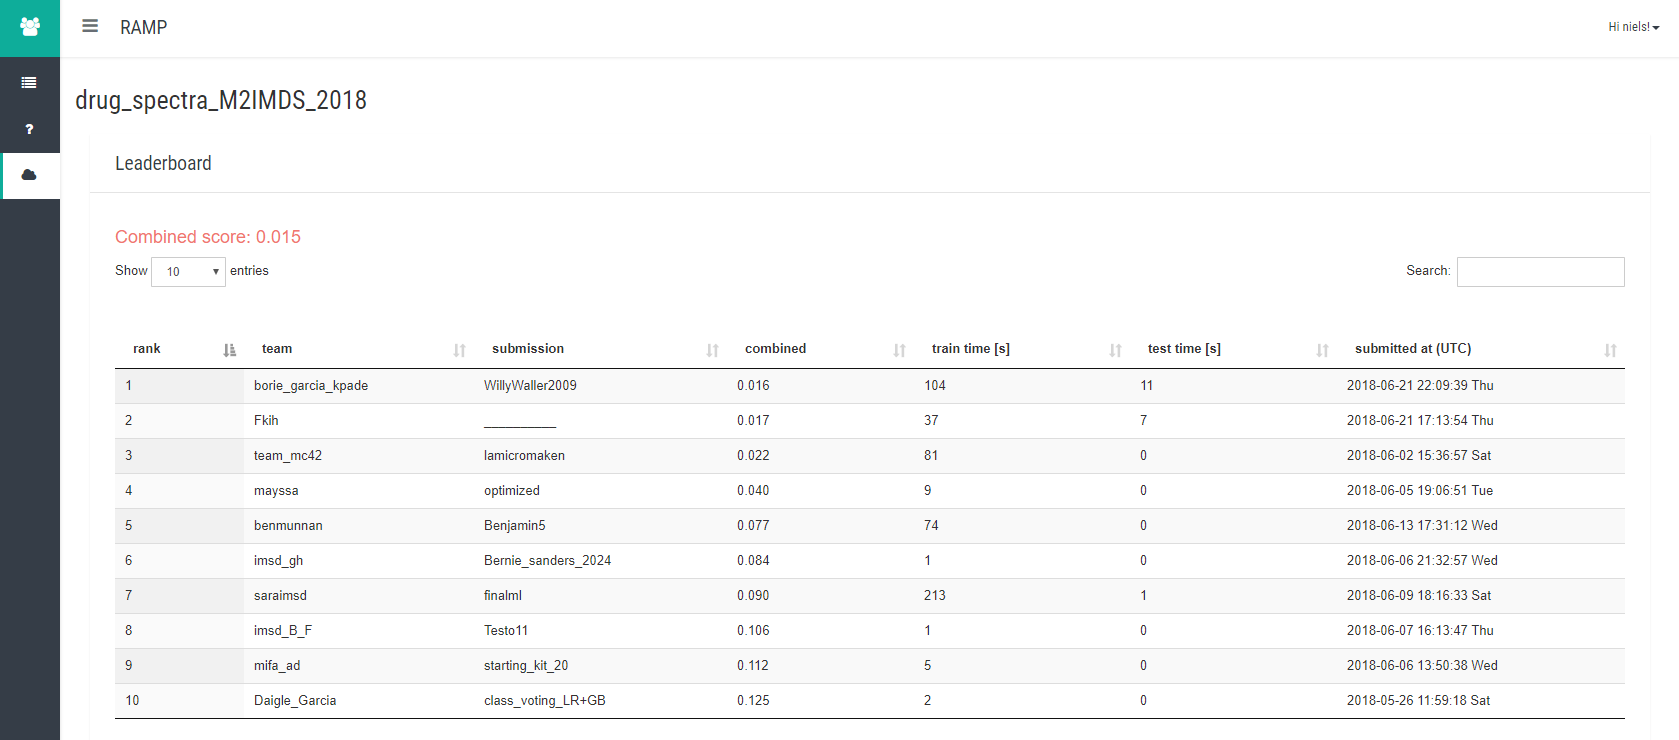 RAMP
Hi niels!
?
drug_spectra_M2IMDS_2018
Leaderboard
Combined score: 0.015
Show 10 entries
Search:
rank team submission combined train time [s] test time [s] submitted at (UTC)
1 borie_garcia_kpade WillyWaller2009 0.016 104 11 2018-06-21 22:09:39 Thu
2 Fkih __________ 0.017 37 7 2018-06-21 17:13:54 Thu
3 team_mc42 lamicromaken 0.022 81 0 2018-06-02 15:36:57 Sat
4 mayssa optimized 0.040 9 0 2018-06-05 19:06:51 Tue
5 benmunnan Benjamin5 0.077 74 0 2018-06-13 17:31:12 Wed
6 imsd_gh Bernie_sanders_2024 0.084 1 0 2018-06-06 21:32:57 Wed
7 saraimsd finalml 0.090 213 1 2018-06-09 18:16:33 Sat
8 imsd_B_F Testo11 0.106 1 0 2018-06-07 16:13:47 Thu
9 mifa_ad starting_kit_20 0.112 5 0 2018-06-06 13:50:38 Wed
10 Daigle_Garcia class_voting_LR+GB 0.125 2 0 2018-05-26 11:59:18 Sat